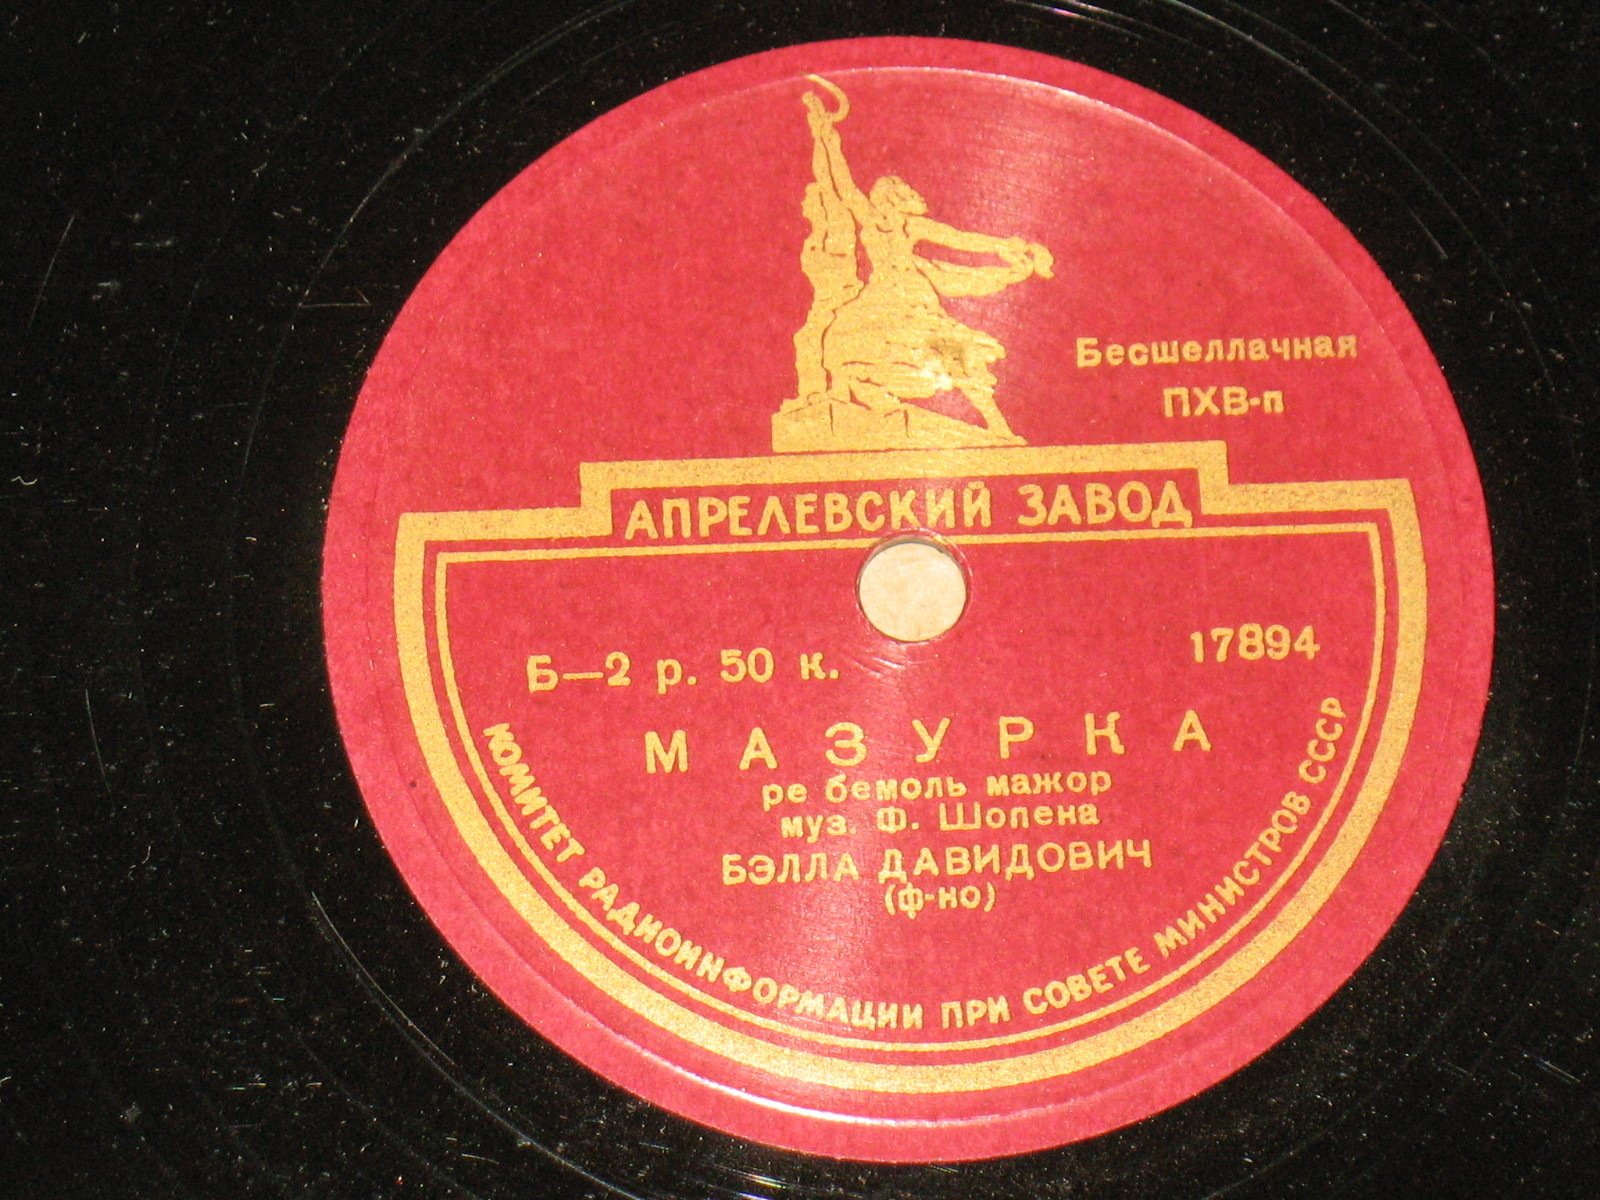 Бесшеллачная
ПХВ-п
АПРЕЛЕВСКИЙ ЗАВОД
Б—2 р. 50 к.
17894
МАЗУРКА
ре бемоль мажор
муз. Ф. Шопена
БЭЛЛА ДАВИДОВИЧ
(ф-но)
КОМИТЕТ РАДИОИНФОРМАЦИИ ПРИ СОВЕТЕ МИНИСТРОВ СССР